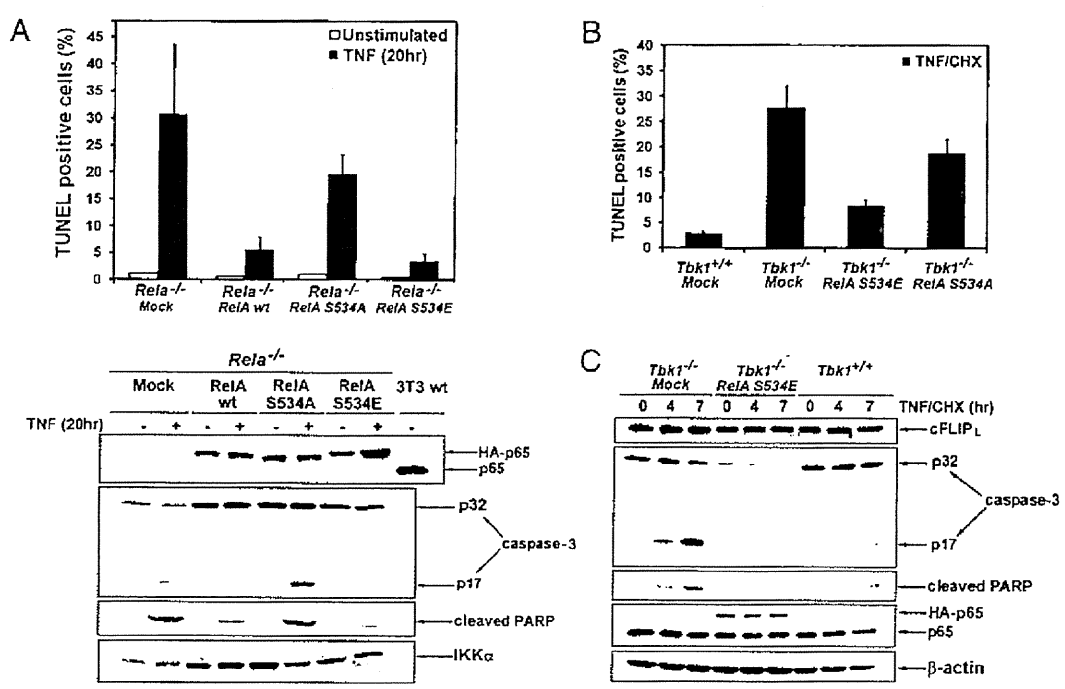 A
TUNEL positive cells (%)
45
40
35
30
25
20
15
10
5
0
Unstimulated
TNF (20hr)
Rela-/- Mock
Rela-/- RelA wt
Rela-/- RelA S534A
Rela-/- RelA S534E
B
TUNEL positive cells (%)
40
35
30
25
20
15
10
5
0
TNF/CHX
Tbk1+/+ Mock
Tbk1-/- Mock
Tbk1-/- RelA S534E
Tbk1-/- RelA S534A
Rela-/-
Mock
RelA wt
RelA S534A
RelA S534E
3T3 wt
TNF (20hr) - + - + - + - + -
HA-p65
p65
p32
caspase-3
p17
cleaved PARP
IKKα
C
Tbk1-/- Mock
Tbk1-/- RelA S534E
Tbk1+/+
0 4 7 0 4 7 0 4 7 TNF/CHX (hr)
cFLIPL
p32
caspase-3
p17
cleaved PARP
HA-p65
p65
β-actin